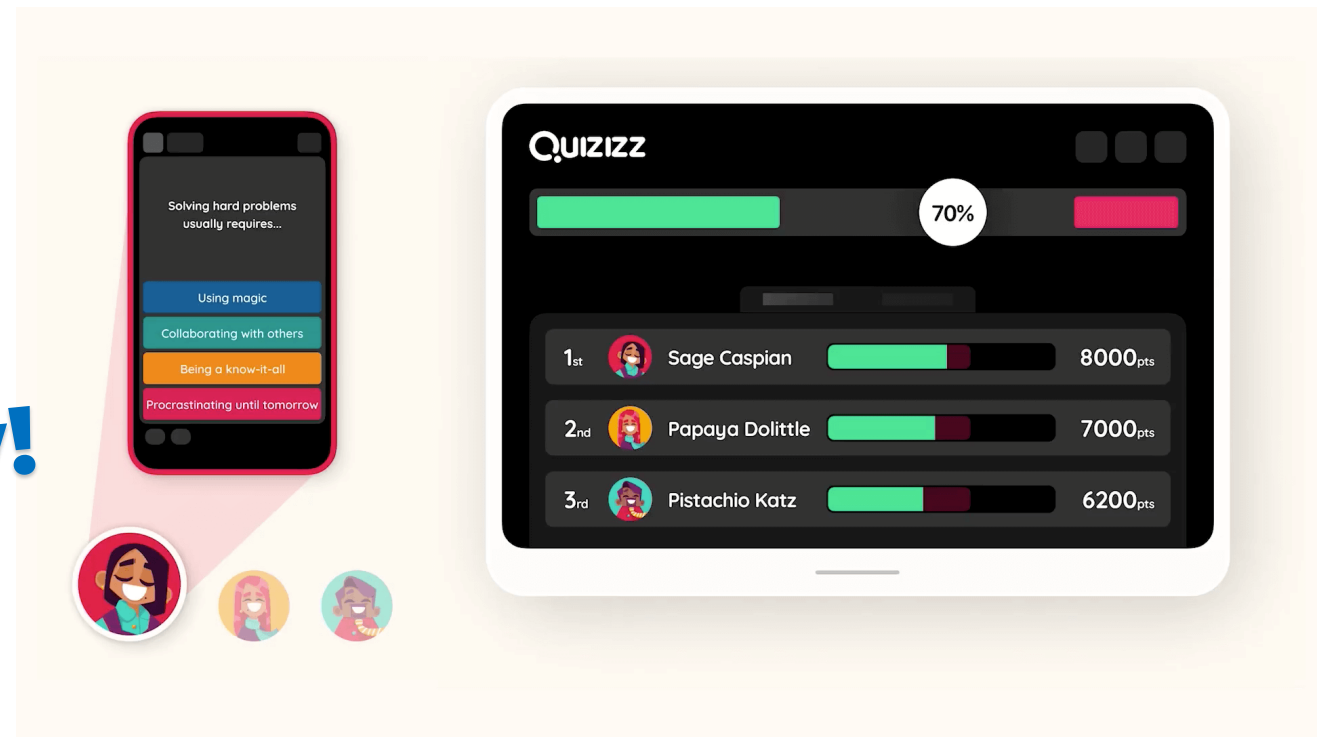 Solving hard problems
usually requires...
Using magic
Collaborating with others
Being a know-it-all
Procrastinating until tomorrow
Quizizz
70%
1st Sage Caspian 8000pts
2nd Papaya Dolittle 7000pts
3rd Pistachio Katz 6200pts